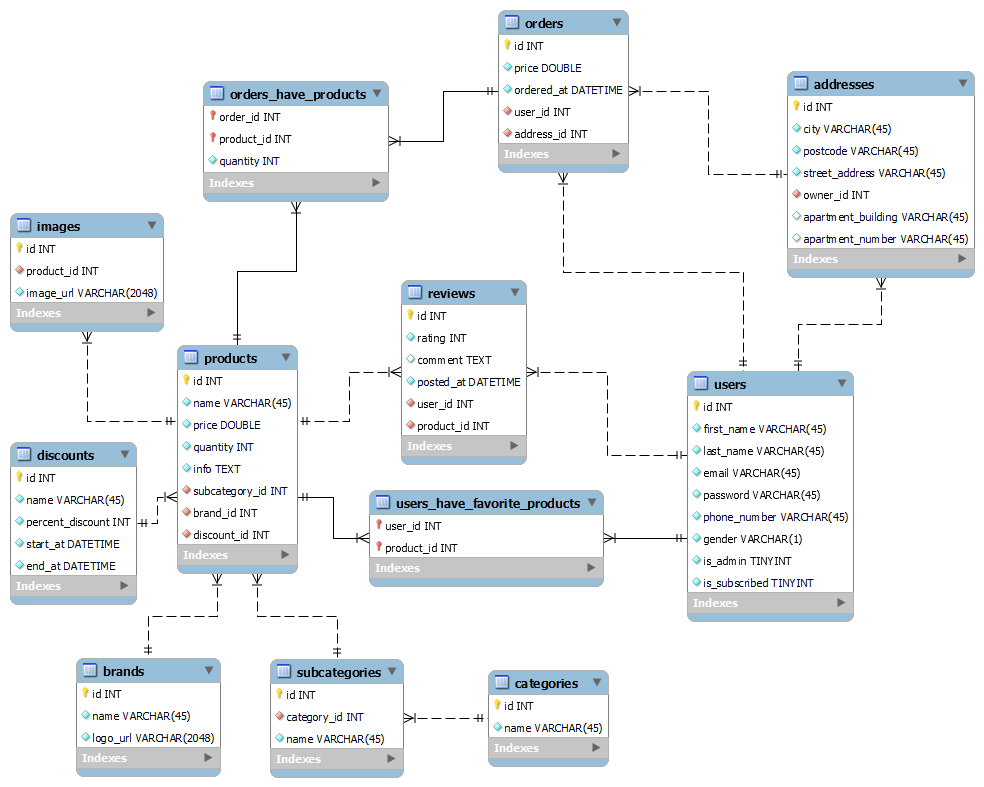 orders
id INT
price DOUBLE
ordered_at DATETIME
user_id INT
address_id INT
Indexes
addresses
id INT
city VARCHAR(45)
postcode VARCHAR(45)
street_address VARCHAR(45)
owner_id INT
apartment_building VARCHAR(45)
apartment_number VARCHAR(45)
Indexes
orders_have_products
order_id INT
product_id INT
quantity INT
Indexes
images
id INT
product_id INT
image_url VARCHAR(2048)
Indexes
reviews
id INT
rating INT
comment TEXT
posted_at DATETIME
user_id INT
product_id INT
Indexes
products
id INT
name VARCHAR(45)
price DOUBLE
quantity INT
info TEXT
subcategory_id INT
brand_id INT
discount_id INT
Indexes
users
id INT
first_name VARCHAR(45)
last_name VARCHAR(45)
email VARCHAR(45)
password VARCHAR(45)
phone_number VARCHAR(45)
gender VARCHAR(1)
is_admin TINYINT
is_subscribed TINYINT
Indexes
discounts
id INT
name VARCHAR(45)
percent_discount INT
start_at DATETIME
end_at DATETIME
Indexes
users_have_favorite_products
user_id INT
product_id INT
Indexes
brands
id INT
name VARCHAR(45)
logo_url VARCHAR(2048)
Indexes
subcategories
id INT
category_id INT
name VARCHAR(45)
Indexes
categories
id INT
name VARCHAR(45)
Indexes